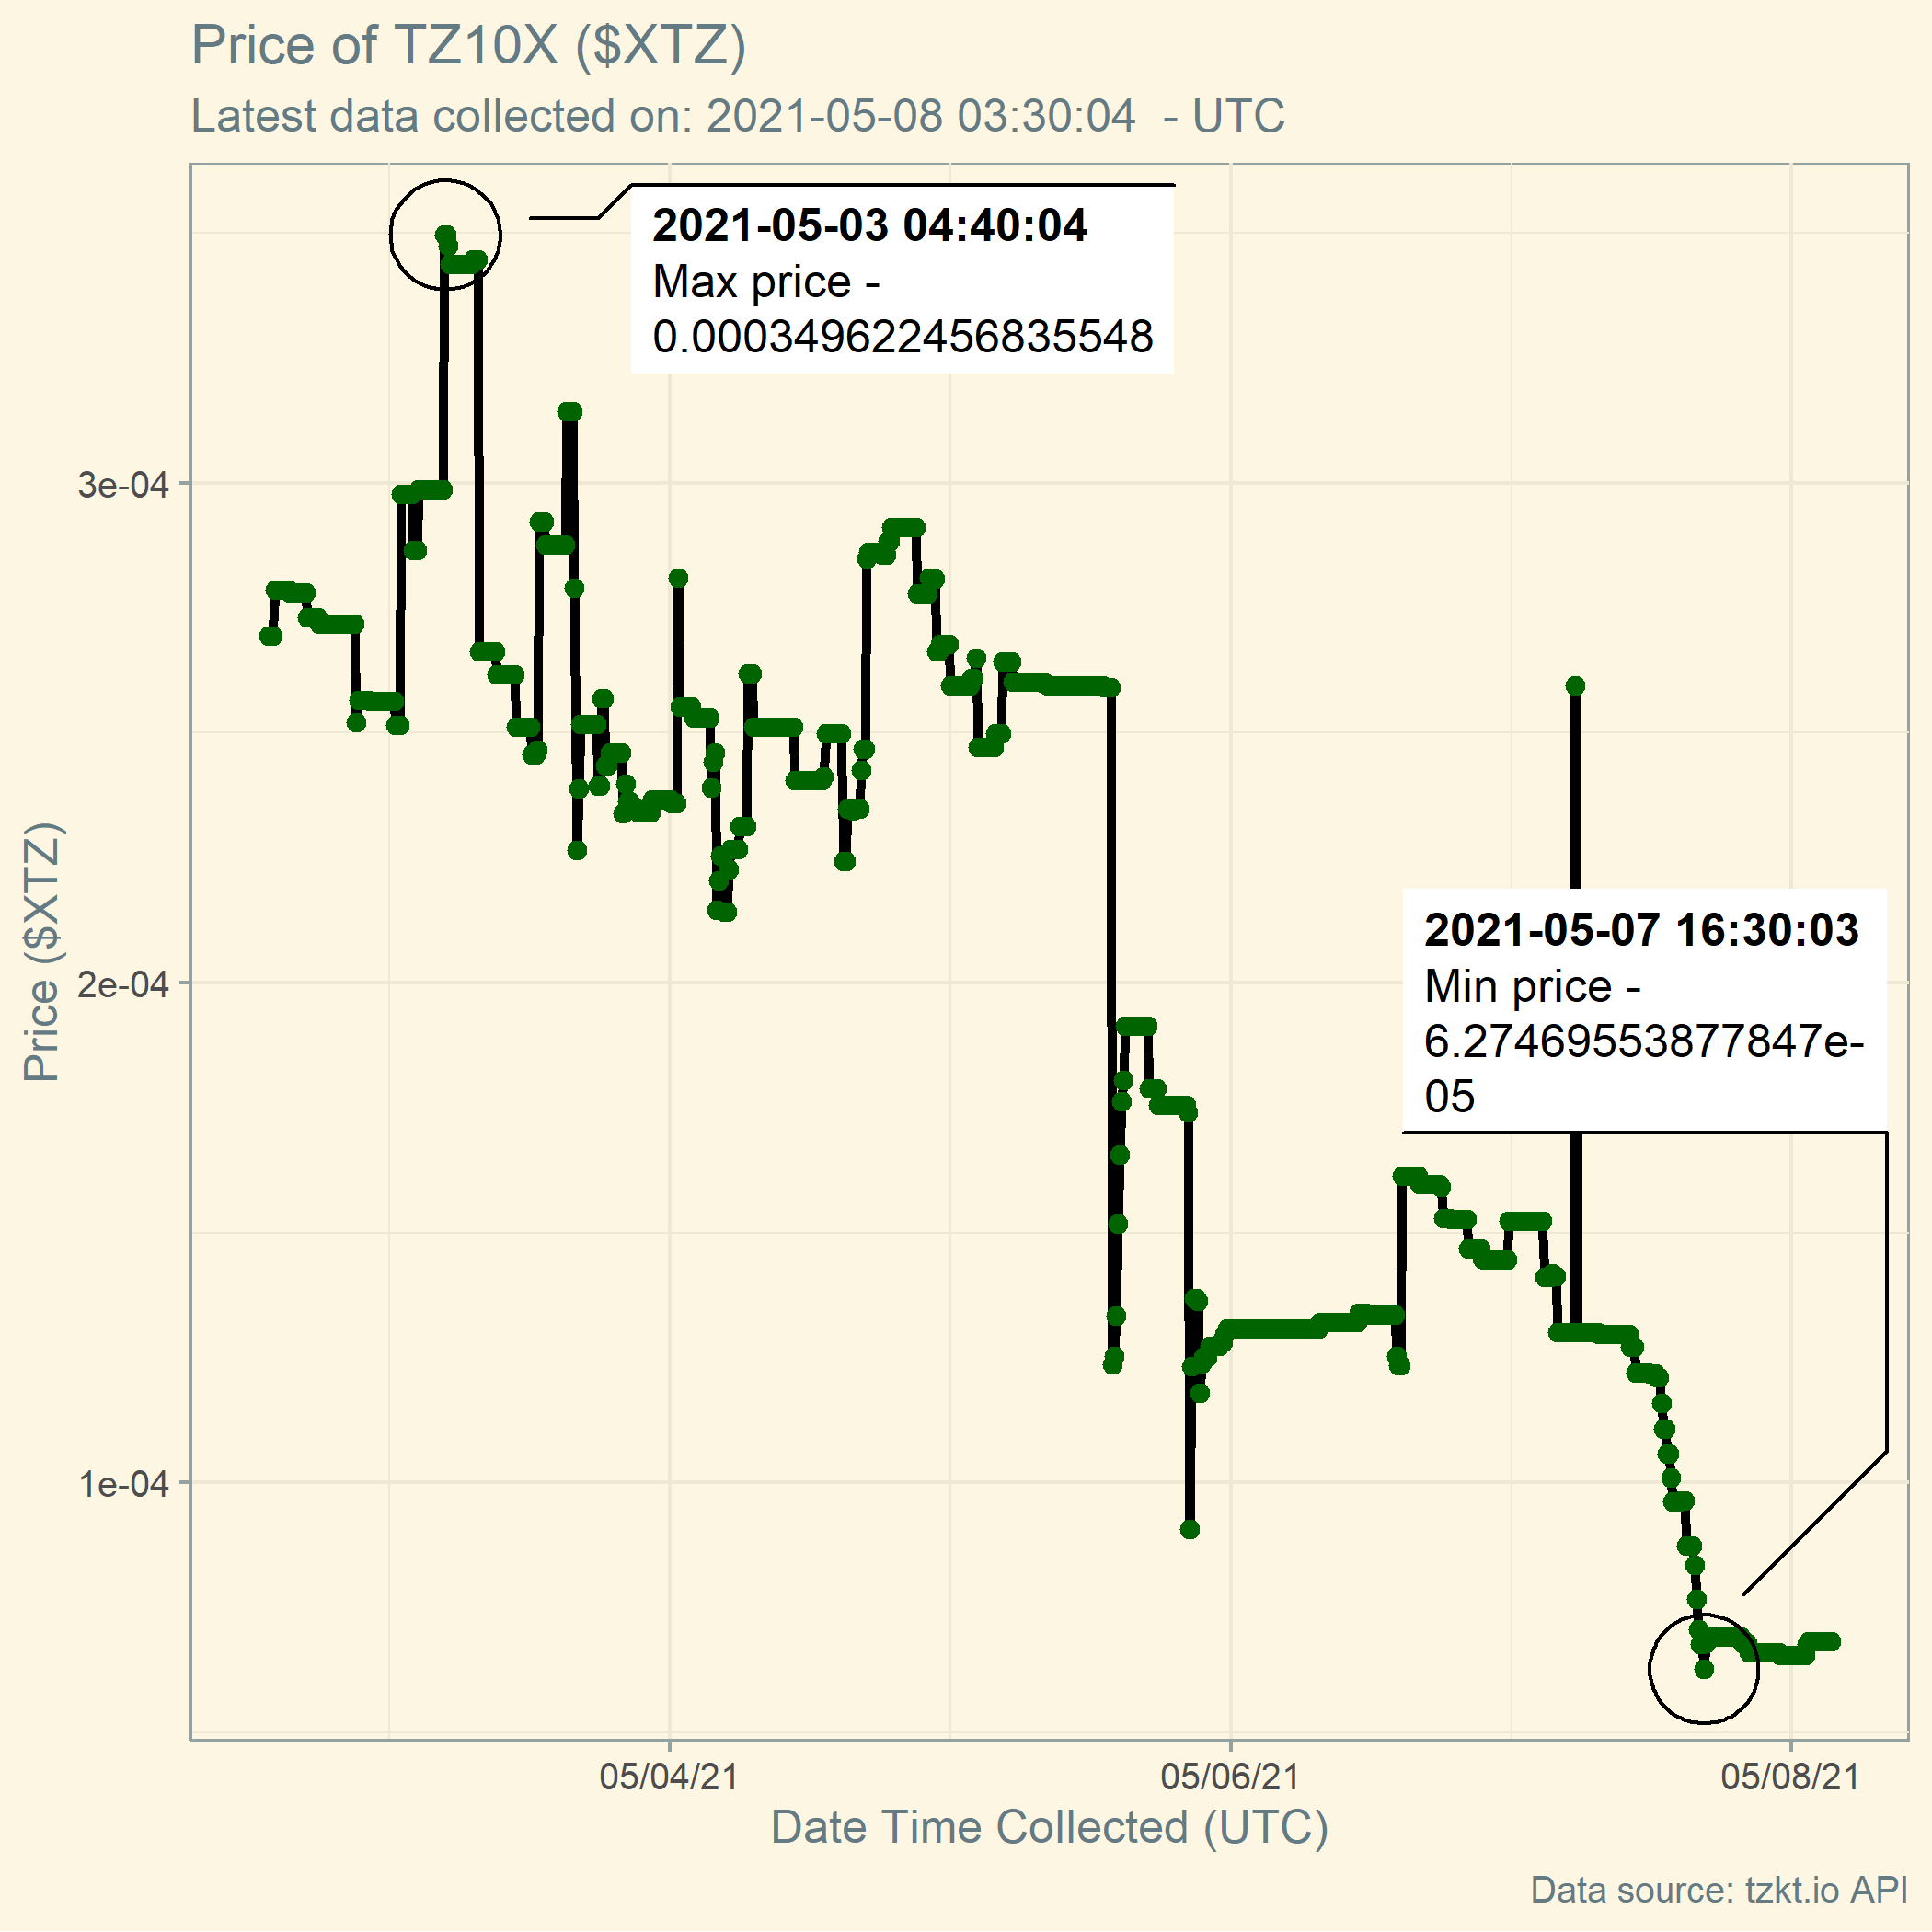 Price of TZ10X ($XTZ)
Latest data collected on: 2021-05-08 03:30:04  - UTC
2021-05-03 04:40:04
Max price -
0.000349622456835548
3e-04
2021-05-07 16:30:03
Min price -
6.27469553877847e-
05
Price ($XTZ)
2e-04
1e-04
05/04/21
05/06/21
05/08/21
Date Time Collected (UTC)
Data source: tzkt.io API